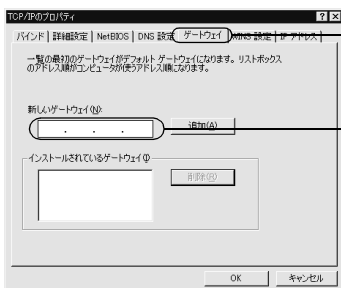 TCP/IPのプロパティ
バインド 詳細設定 NetBIOS DNS 設定 ゲートウェイ WINS 設定 IP アドレス
一覧の最初のゲートウェイがデフォルト ゲートウェイになります。リストボックス
のアドレス順がコンピュータが使うアドレス順になります。
新しいゲートウェイ(N):
. . .
追加(A)
インストールされているゲートウェイ(I)
削除(R)
OK キャンセル